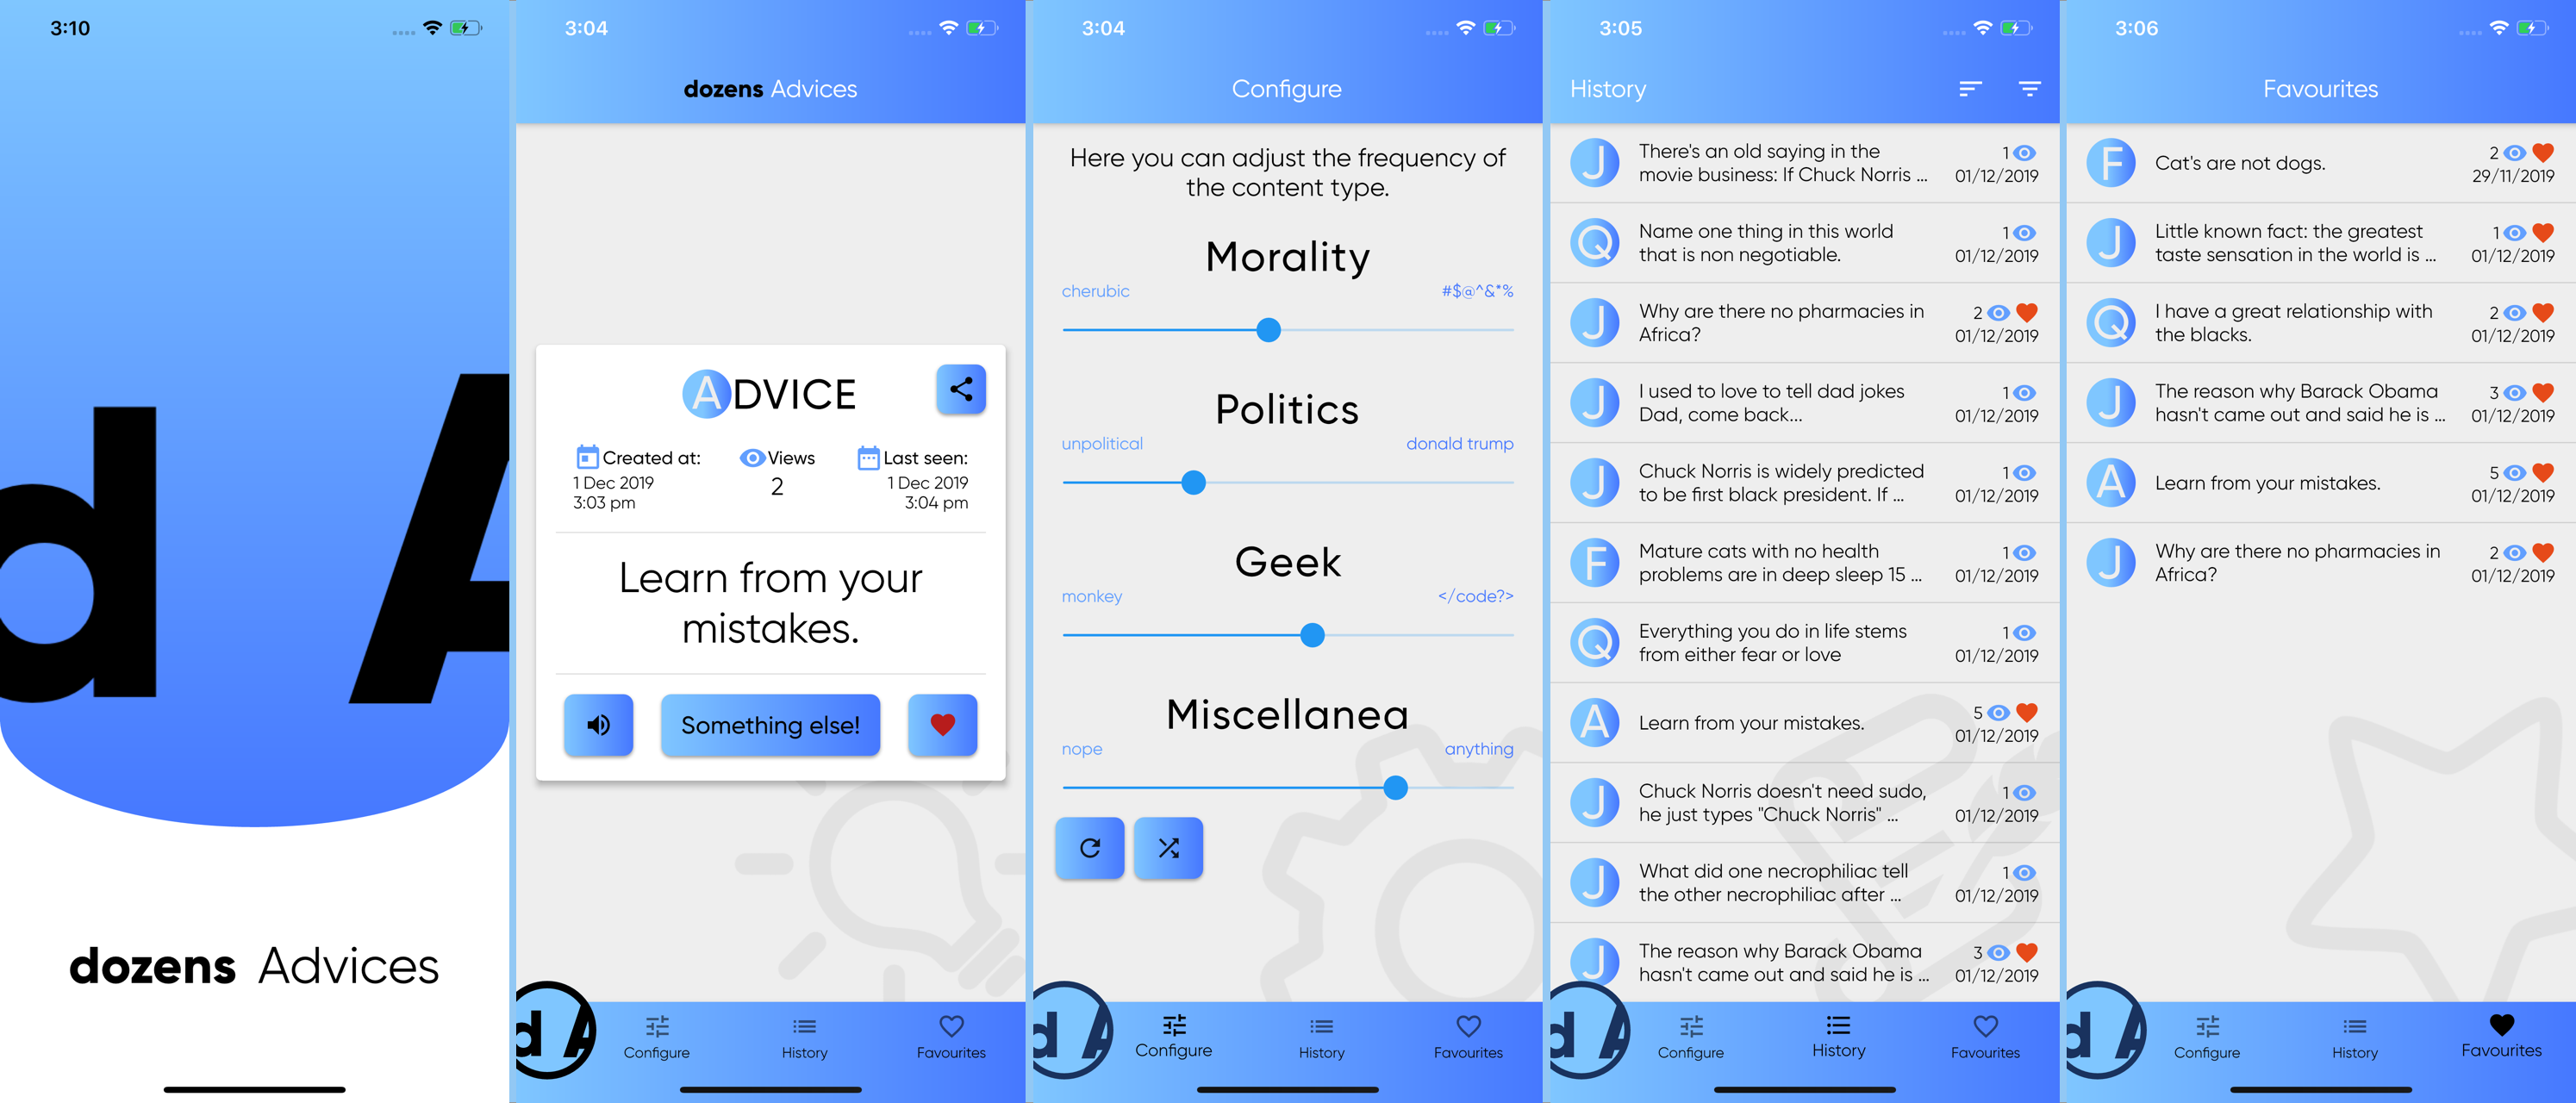 3:10
d A
dozens Advices
3:04
dozens Advices
ADVICE
Created at:
1 Dec 2019
3:03 pm
Views
2
Last seen:
1 Dec 2019
3:04 pm
Learn from your
mistakes.
Something else!
d A
Configure
History
Favourites
3:04
Configure
Here you can adjust the frequency of
the content type.
Morality
cherubic
#$@^&*%
Politics
unpolitical
donald trump
Geek
monkey
</code?>
Miscellanea
nope
anything
d A
Configure
History
Favourites
3:05
History
J
There's an old saying in the
movie business: If Chuck Norris ...
1
01/12/2019
Q
Name one thing in this world
that is non negotiable.
1
01/12/2019
J
Why are there no pharmacies in
Africa?
2
01/12/2019
J
I used to love to tell dad jokes
Dad, come back...
1
01/12/2019
J
Chuck Norris is widely predicted
to be first black president. If ...
1
01/12/2019
F
Mature cats with no health
problems are in deep sleep 15 ...
1
01/12/2019
Q
Everything you do in life stems
from either fear or love
1
01/12/2019
A
Learn from your mistakes.
5
01/12/2019
J
Chuck Norris doesn't need sudo,
he just types "Chuck Norris" ...
1
01/12/2019
J
What did one necrophiliac tell
the other necrophiliac after ...
1
01/12/2019
J
The reason why Barack Obama
hasn't came out and said he is ...
3
01/12/2019
d A
Configure
History
Favourites
3:06
Favourites
F
Cat's are not dogs.
2
29/11/2019
J
Little known fact: the greatest
taste sensation in the world is ...
1
01/12/2019
Q
I have a great relationship with
the blacks.
2
01/12/2019
J
The reason why Barack Obama
hasn't came out and said he is ...
3
01/12/2019
A
Learn from your mistakes.
5
01/12/2019
J
Why are there no pharmacies in
Africa?
2
01/12/2019
d A
Configure
History
Favourites